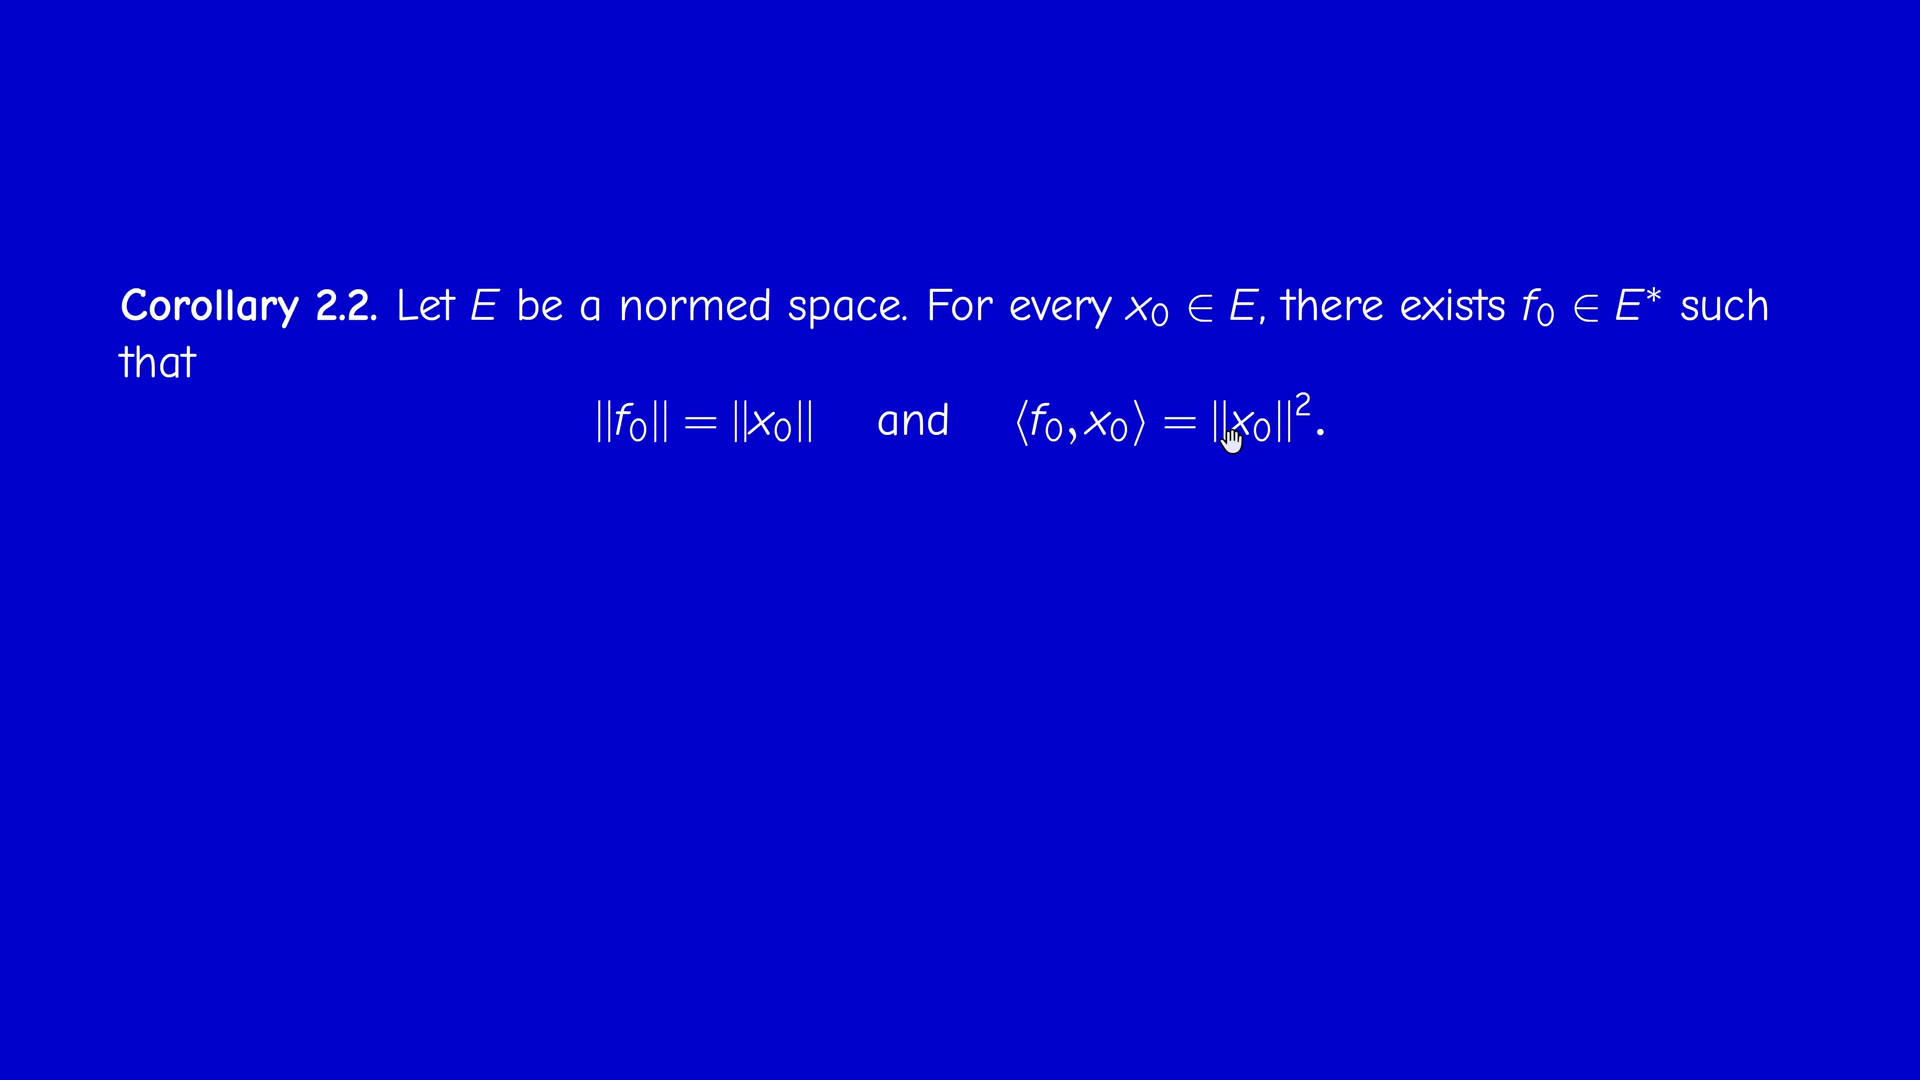 Corollary 2.2. Let E be a normed space. For every x₀ ∈ E, there exists f₀ ∈ E* such
that
‖f₀‖ = ‖x₀‖ and ⟨f₀, x₀⟩ = ‖x₀‖².